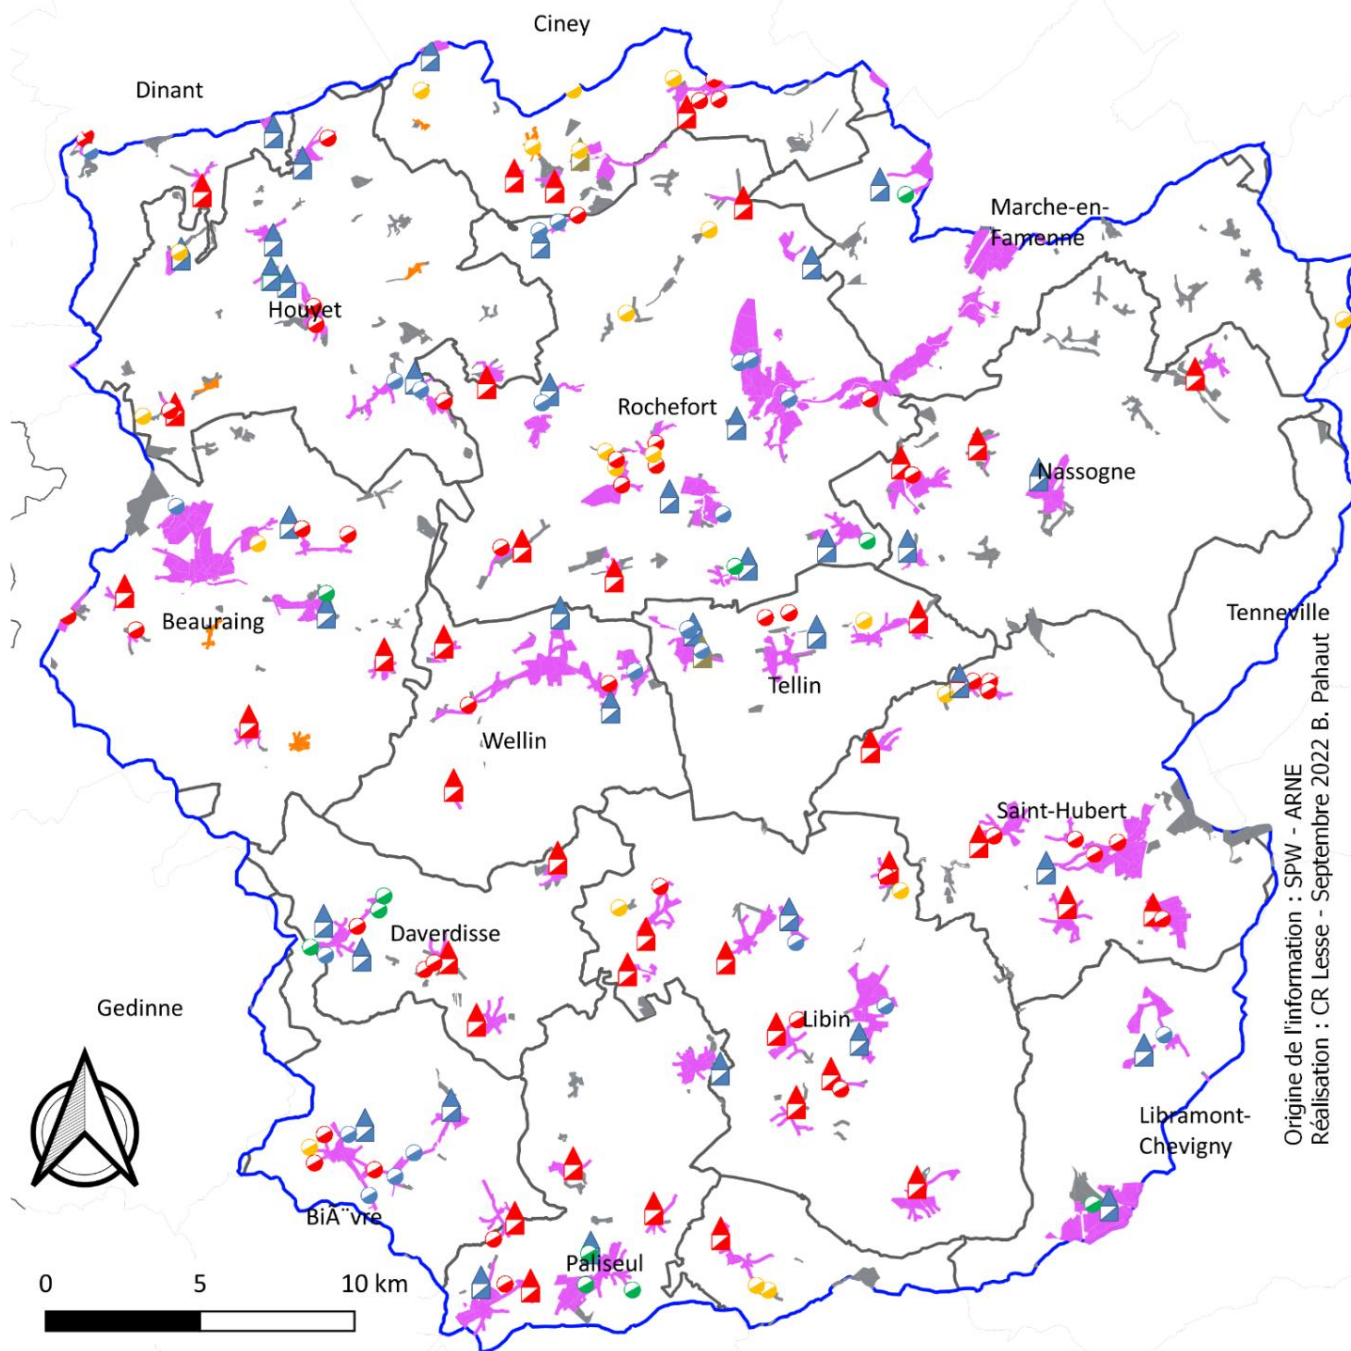 Ciney
Dinant
Marche-en-
Famenne
Houyet
Rochefort
Nassogne
Beauraing
Tenneville
Tellin
Wellin
Saint-Hubert
Daverdisse
Gedinne
Libin
Libramont-
Chevigny
BiÃ¨vre
Paliseul
0 5 10 km
Origine de l'information : SPW - ARNE
Réalisation : CR Lesse - Septembre 2022 B. Pahaut